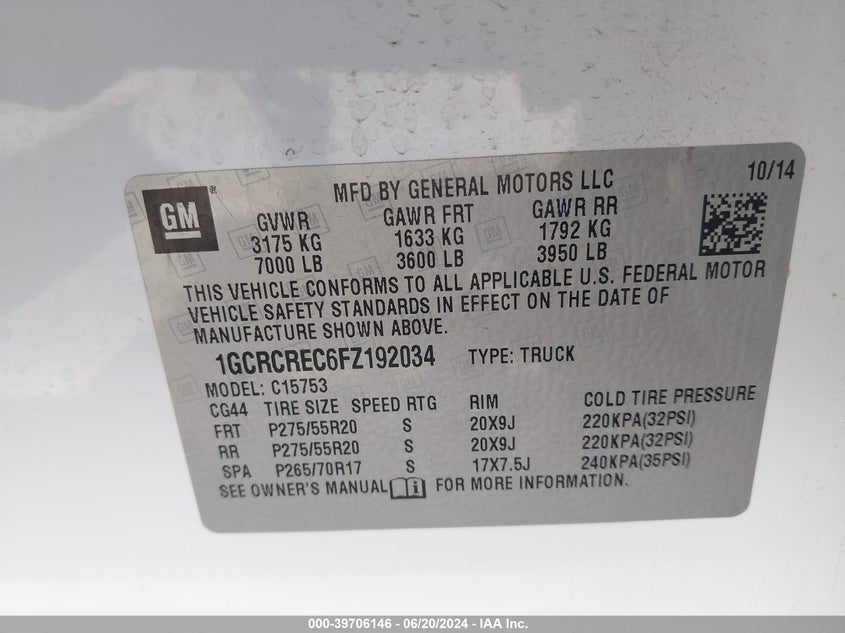 10/14
GM
MFD BY GENERAL MOTORS LLC
GVWR GAWR FRT GAWR RR
3175 KG 1633 KG 1792 KG
7000 LB 3600 LB 3950 LB
THIS VEHICLE CONFORMS TO ALL APPLICABLE U.S. FEDERAL MOTOR
VEHICLE SAFETY STANDARDS IN EFFECT ON THE DATE OF
MANUFACTURE SHOWN ABOVE.
1GCRCREC6FZ192034 TYPE: TRUCK
MODEL: C15753
CG44 TIRE SIZE SPEED RTG RIM COLD TIRE PRESSURE
FRT P275/55R20 S 20X9J 220KPA(32PSI)
RR P275/55R20 S 20X9J 220KPA(32PSI)
SPA P265/70R17 S 17X7.5J 240KPA(35PSI)
SEE OWNER'S MANUAL FOR MORE INFORMATION.
000-39706146 - 06/20/2024 - IAA Inc.